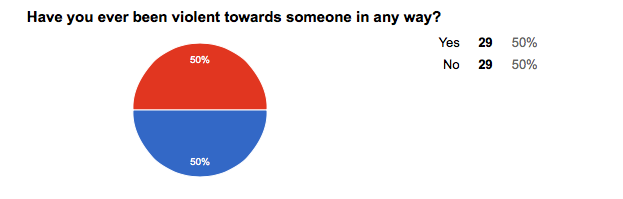 Have you ever been violent towards someone in any way?
Yes 29 50%
No 29 50%
50%
50%